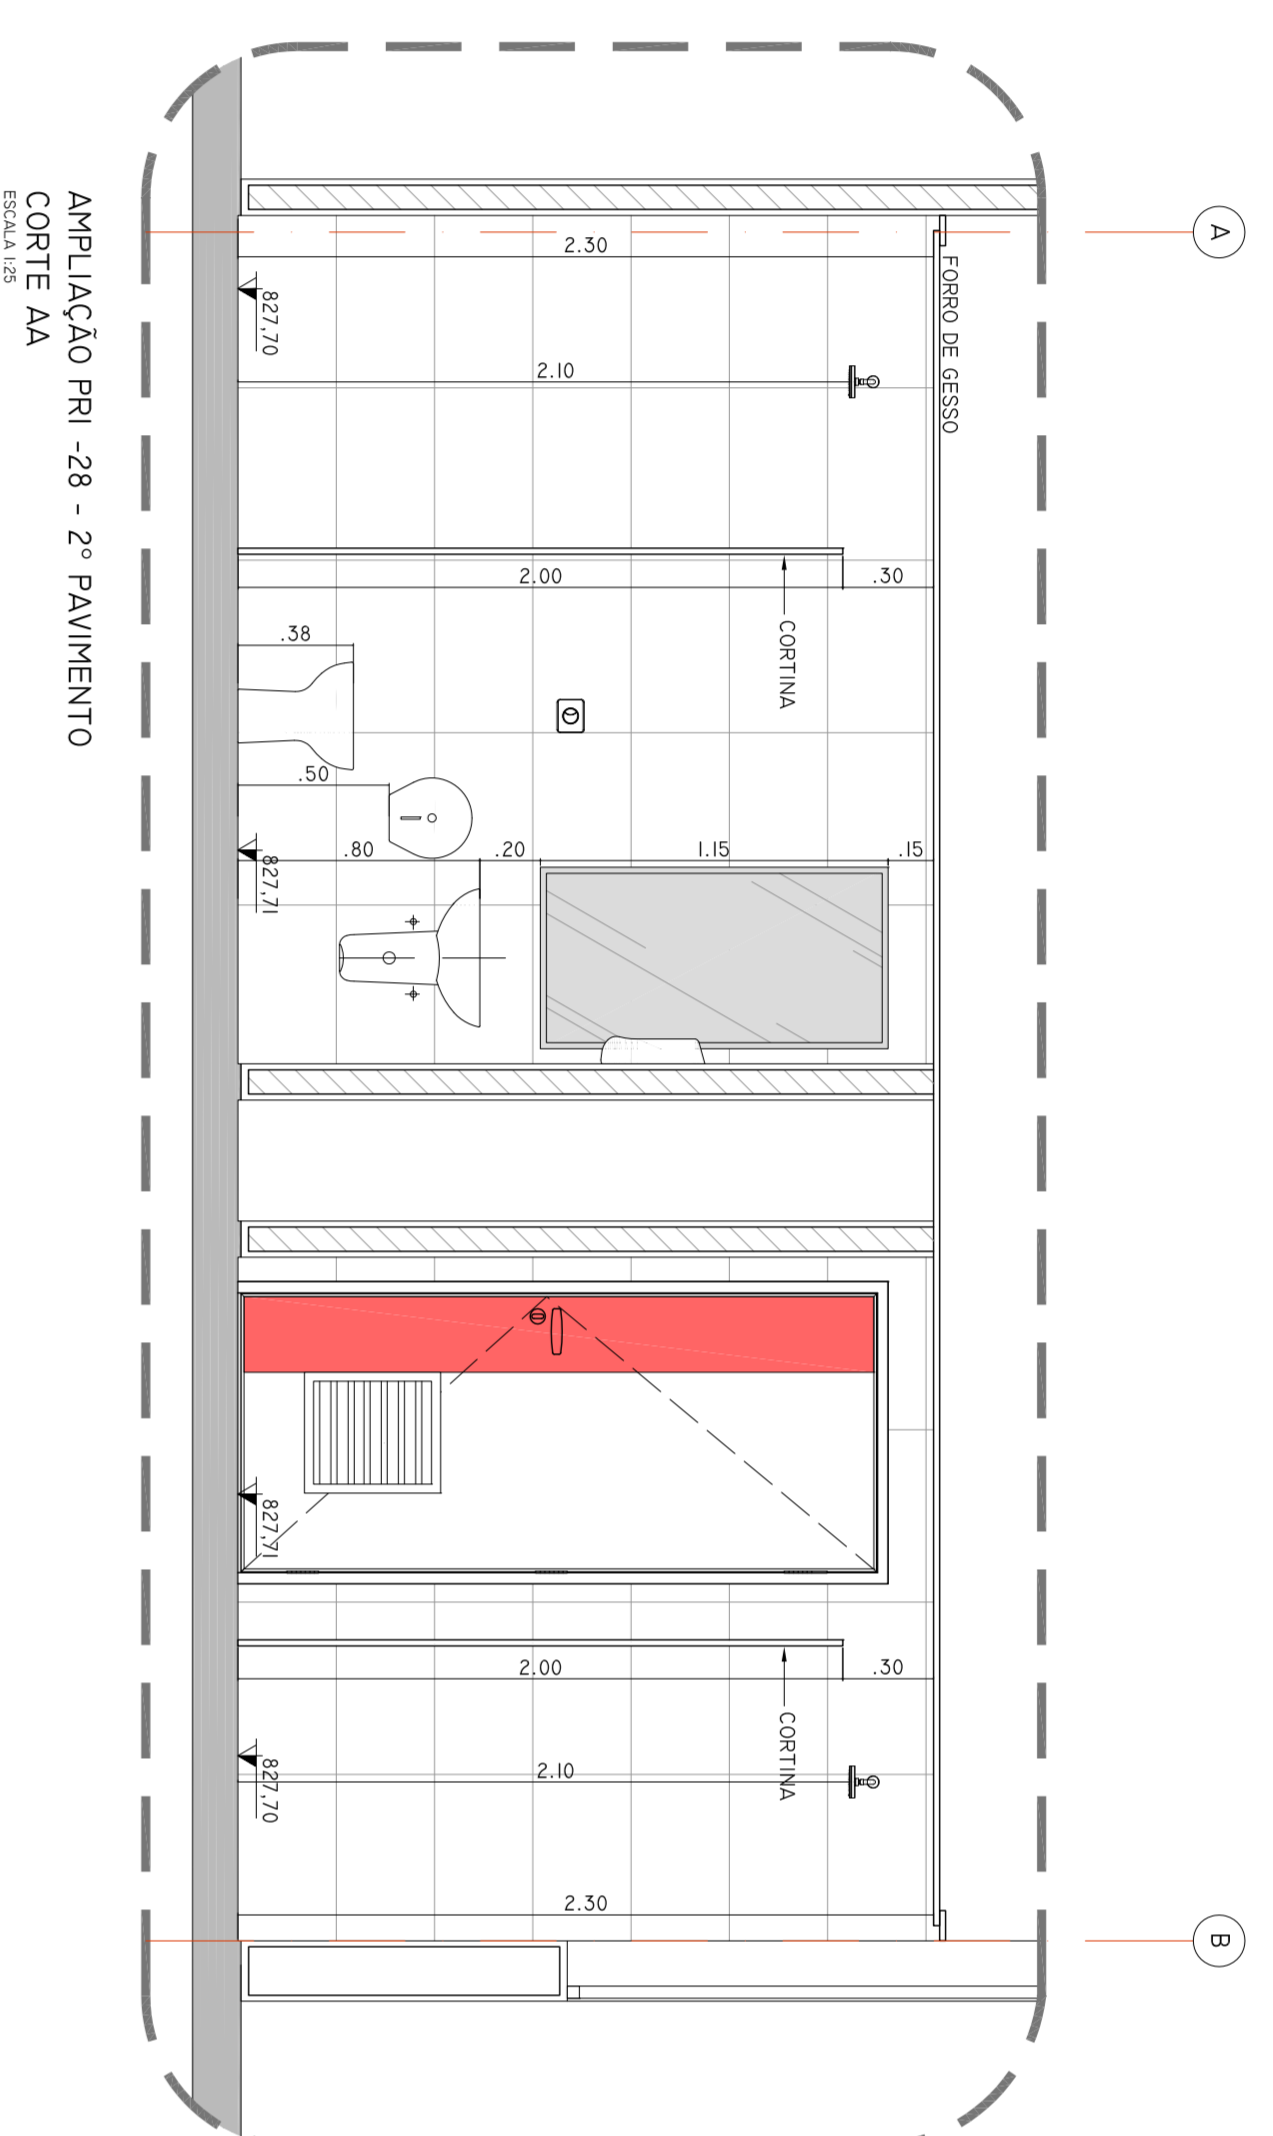 A
2.30
FORRO DE GESSO
827,70
2.10
CORTINA
2.00
.30
.38
.50
827,71
.80
.20
1.15
.15
827,71
CORTINA
2.00
.30
827,70
2.10
2.30
B
AMPLIAÇÃO PRI -28 - 2° PAVIMENTO
CORTE AA
ESCALA 1:25